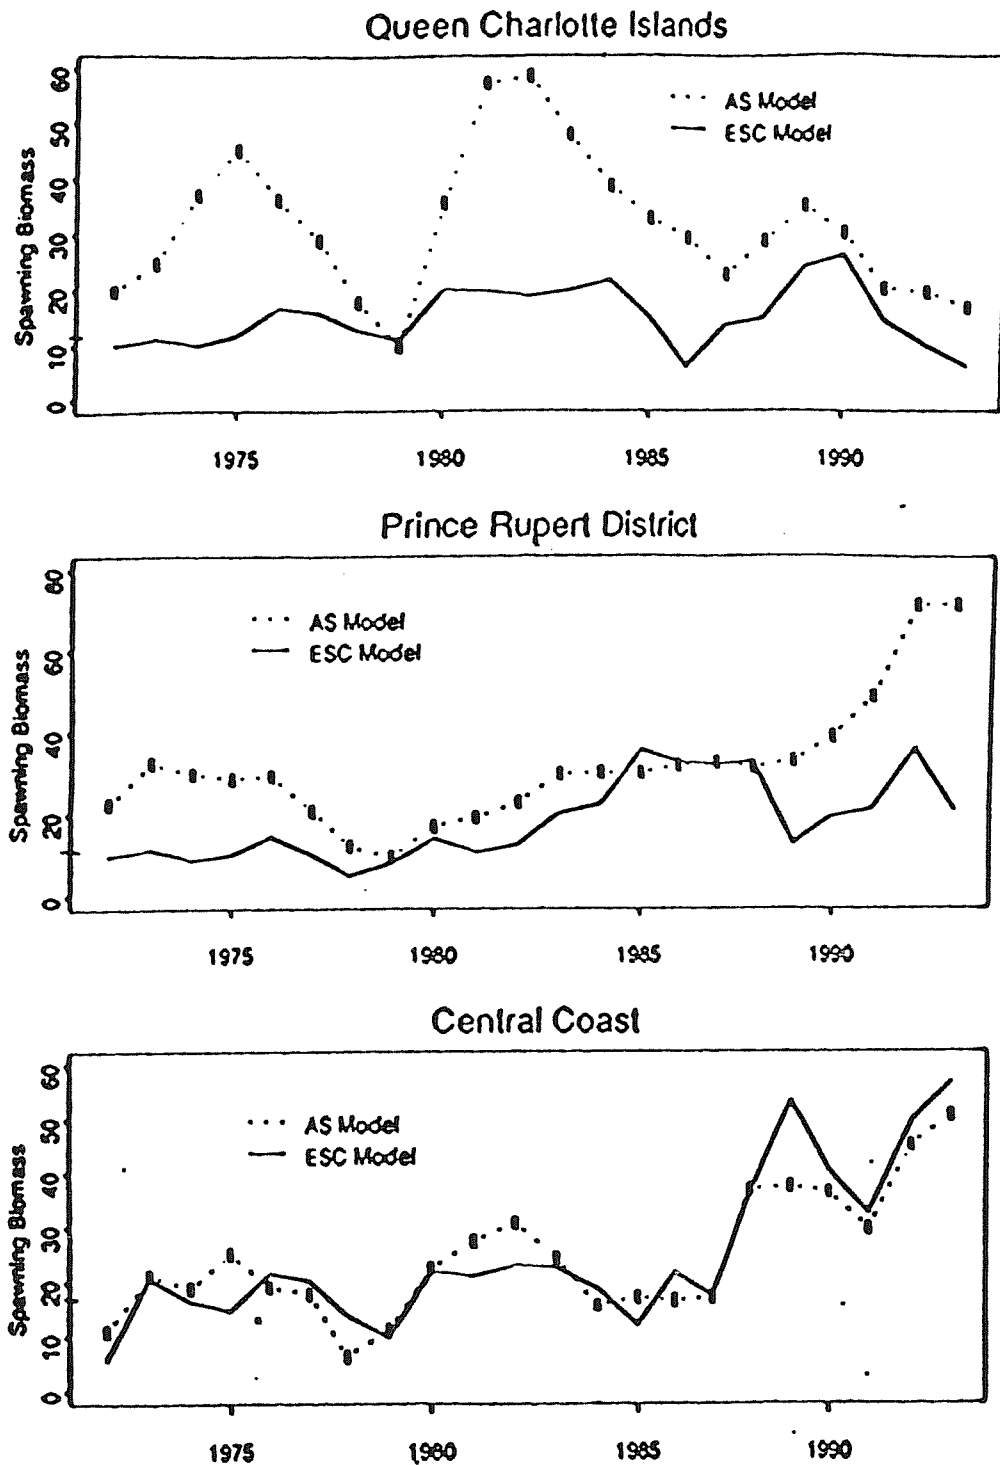 Queen Charlotte Islands
Spawning Biomass
60
50
40
30
20
10
0
AS Model
ESC Model
1975 1980 1985 1990
Prince Rupert District
Spawning Biomass
80
60
40
20
0
AS Model
ESC Model
1975 1980 1985 1990
Central Coast
Spawning Biomass
60
50
40
30
20
10
0
AS Model
ESC Model
1975 1980 1985 1990